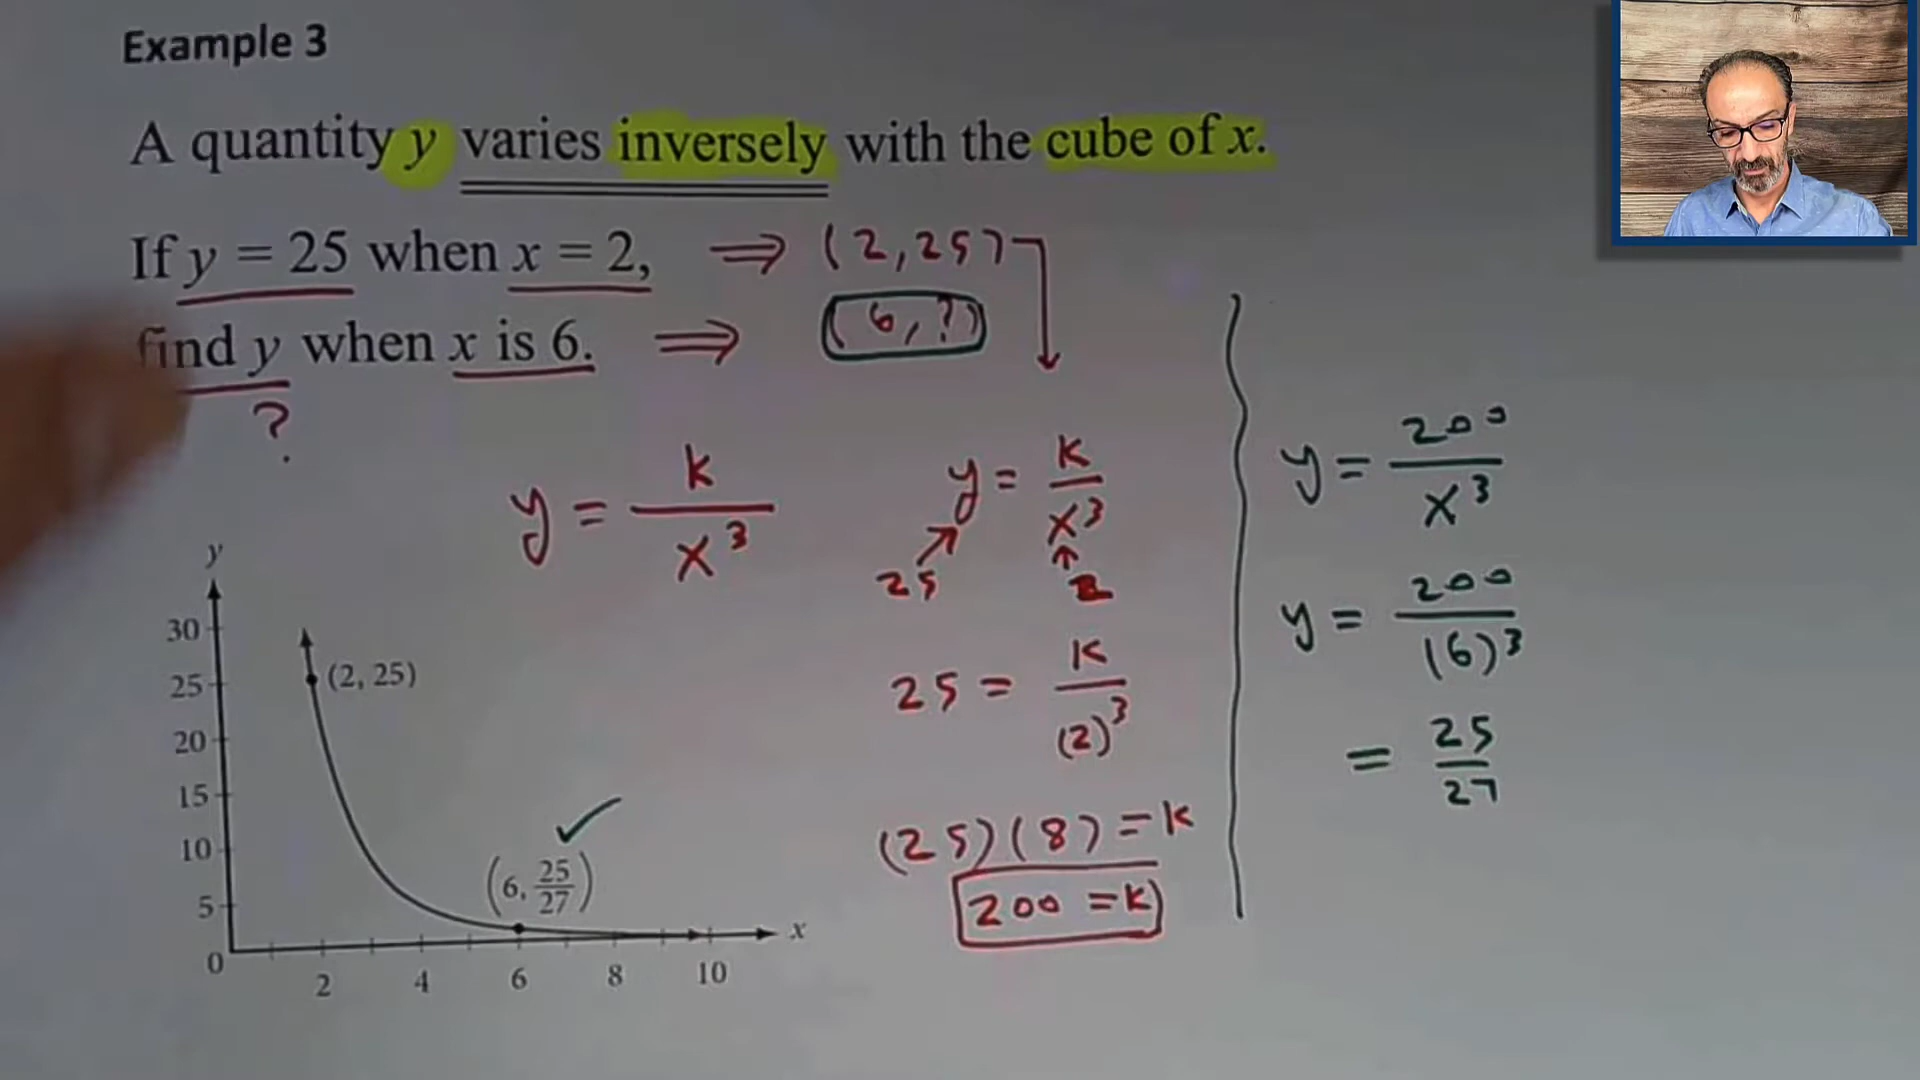 Example 3
A quantity y varies inversely with the cube of x.
If y = 25 when x = 2, ⇒ (2, 25)
find y when x is 6. ⇒ (6, ?)
?
y = k / x³
y = k / x³
25 2
25 = k / (2)³
(25)(8) = k
200 = k
y = 200 / x³
y = 200 / (6)³
= 25 / 27
y
30
25
20
15
10
5
0
(2, 25)
(6, 25/27)
x
2 4 6 8 10